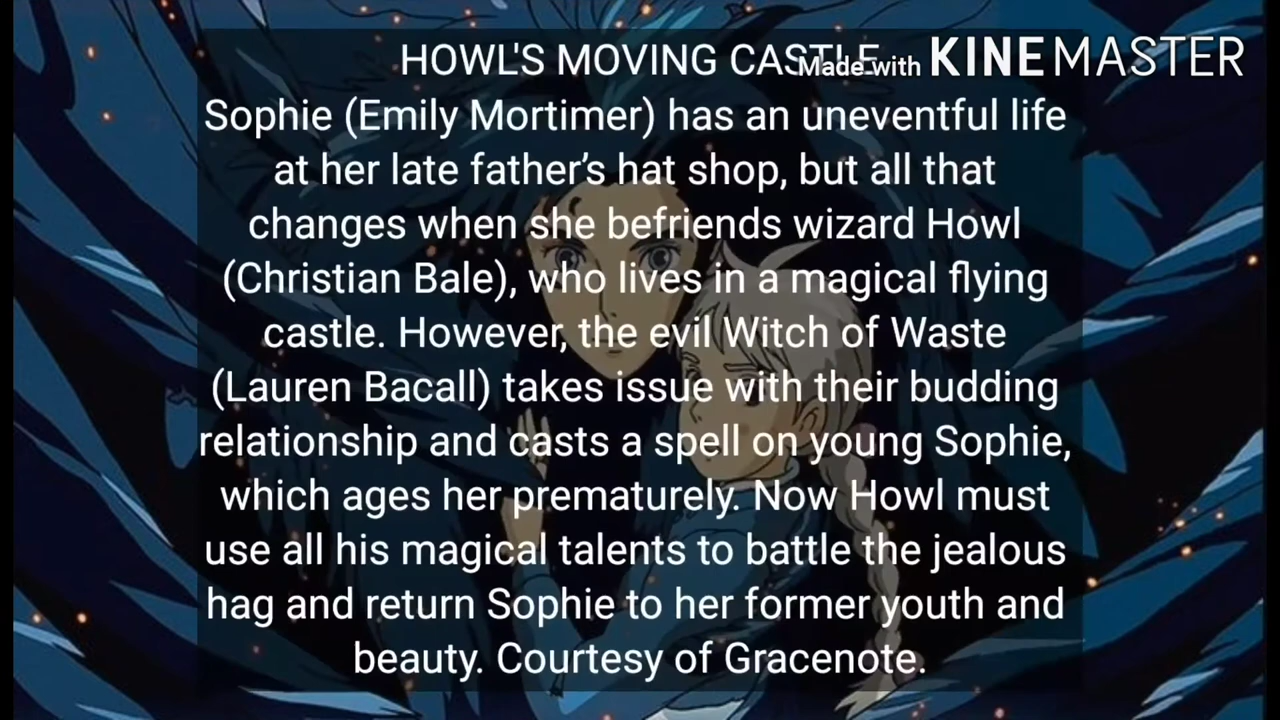 HOWL'S MOVING CASTLE
Made with KINEMASTER
Sophie (Emily Mortimer) has an uneventful life
at her late father’s hat shop, but all that
changes when she befriends wizard Howl
(Christian Bale), who lives in a magical flying
castle. However, the evil Witch of Waste
(Lauren Bacall) takes issue with their budding
relationship and casts a spell on young Sophie,
which ages her prematurely. Now Howl must
use all his magical talents to battle the jealous
hag and return Sophie to her former youth and
beauty. Courtesy of Gracenote.